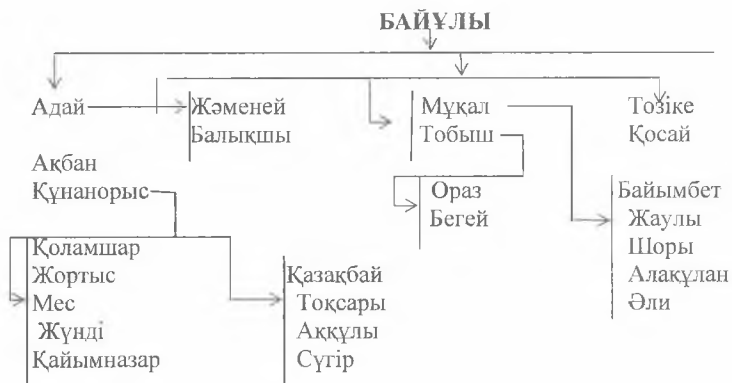 БАЙҰЛЫ
Адай
Жәменей
Балықшы
Мұқал
Тобыш
Тозіке
Қосай
Ақбан
Құнанорыс
Ораз
Бегей
Байымбет
Жаулы
Шоры
Алақұлан
Әли
Қоламшар
Жортыс
Мес
Жүнді
Қайымназар
Қазақбай
Тоқсары
Аққұлы
Сүгір